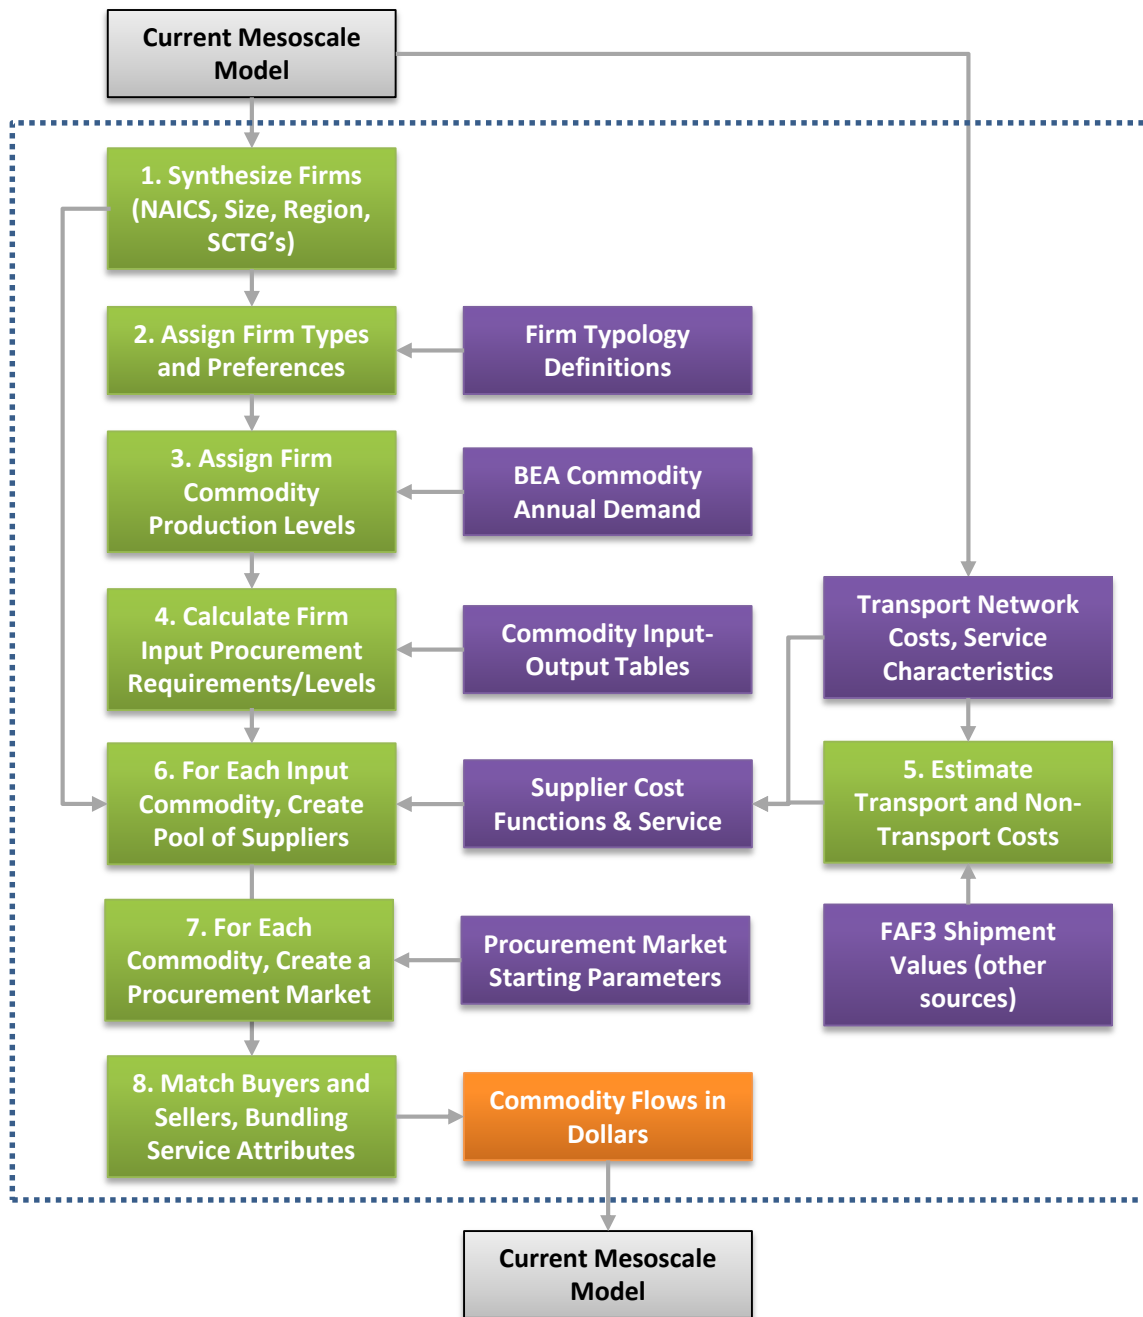 Current Mesoscale
Model
1. Synthesize Firms
(NAICS, Size, Region,
SCTG’s)
2. Assign Firm Types
and Preferences
Firm Typology
Definitions
3. Assign Firm
Commodity
Production Levels
BEA Commodity
Annual Demand
4. Calculate Firm
Input Procurement
Requirements/Levels
Commodity Input-
Output Tables
Transport Network
Costs, Service
Characteristics
6. For Each Input
Commodity, Create
Pool of Suppliers
Supplier Cost
Functions & Service
5. Estimate
Transport and Non-
Transport Costs
7. For Each
Commodity, Create a
Procurement Market
Procurement Market
Starting Parameters
FAF3 Shipment
Values (other
sources)
8. Match Buyers and
Sellers, Bundling
Service Attributes
Commodity Flows in
Dollars
Current Mesoscale
Model